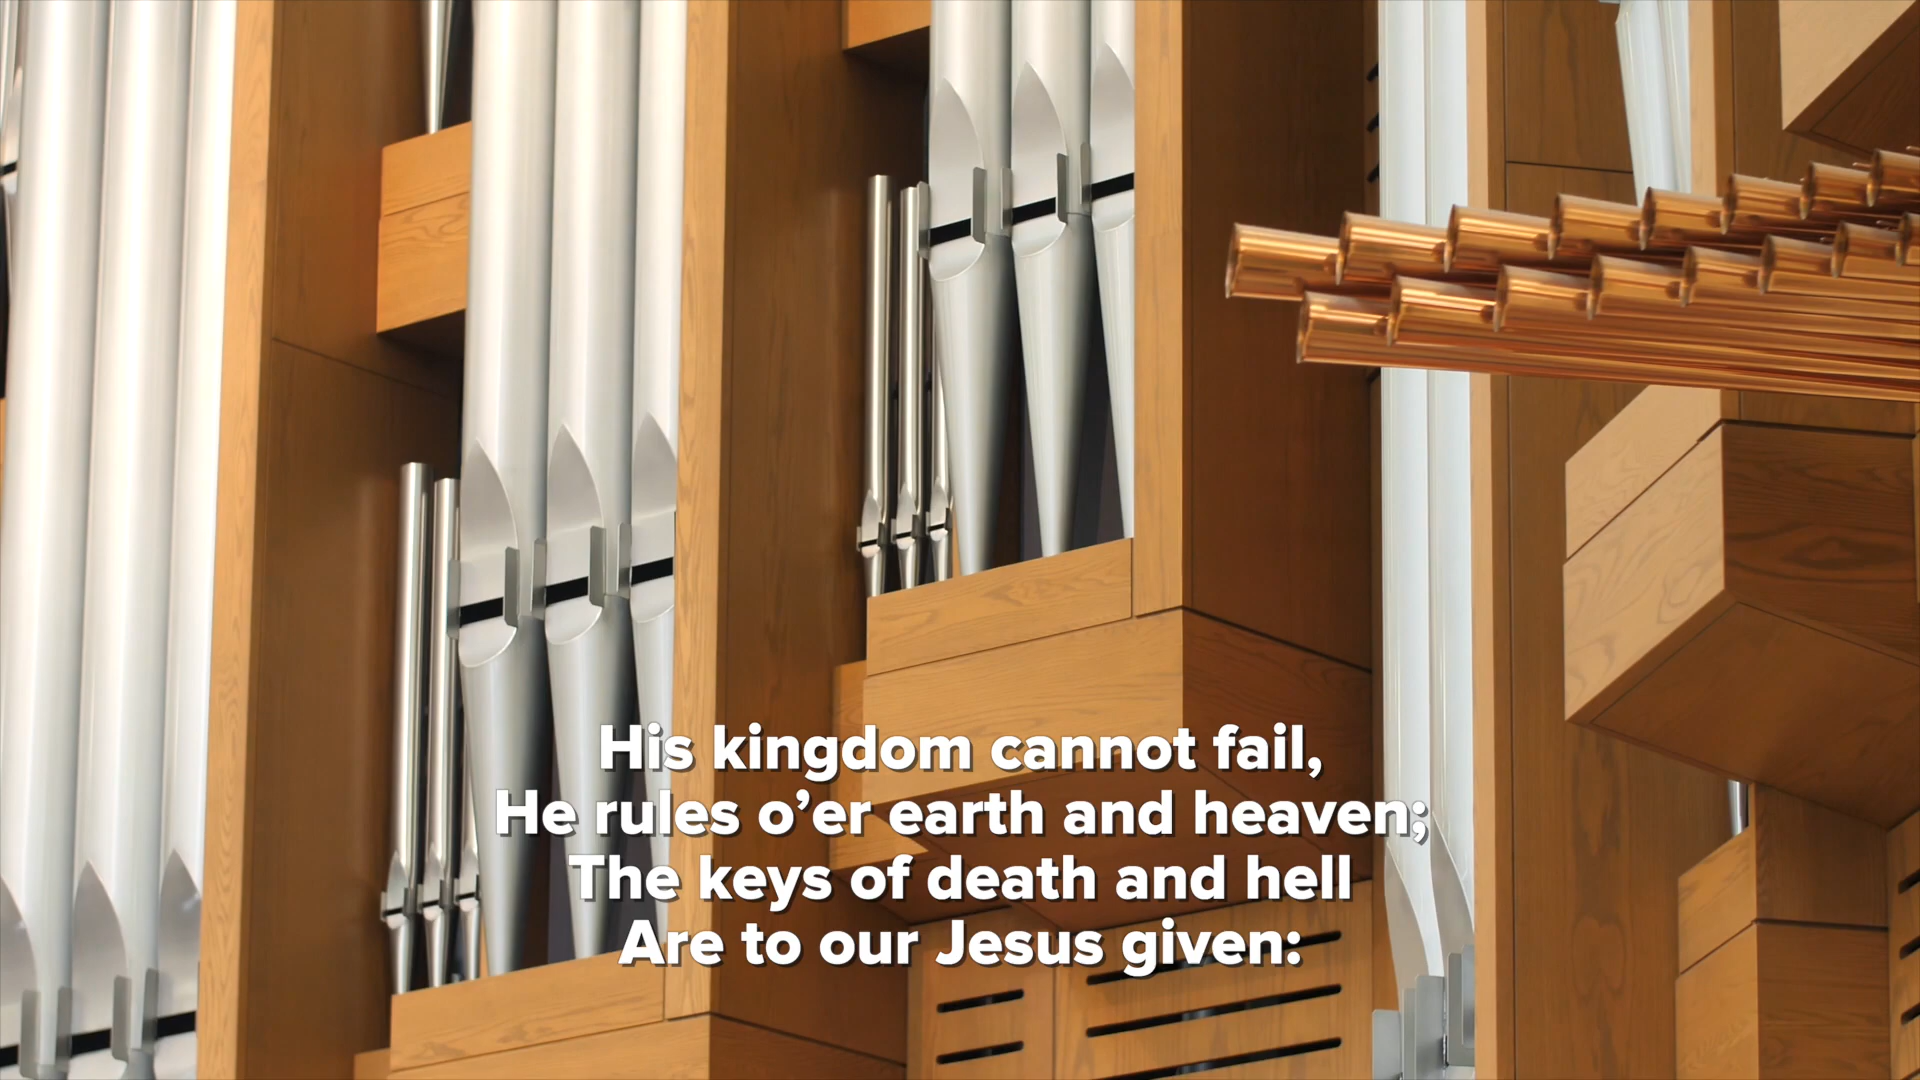 His kingdom cannot fail,
He rules o’er earth and heaven;
The keys of death and hell
Are to our Jesus given: